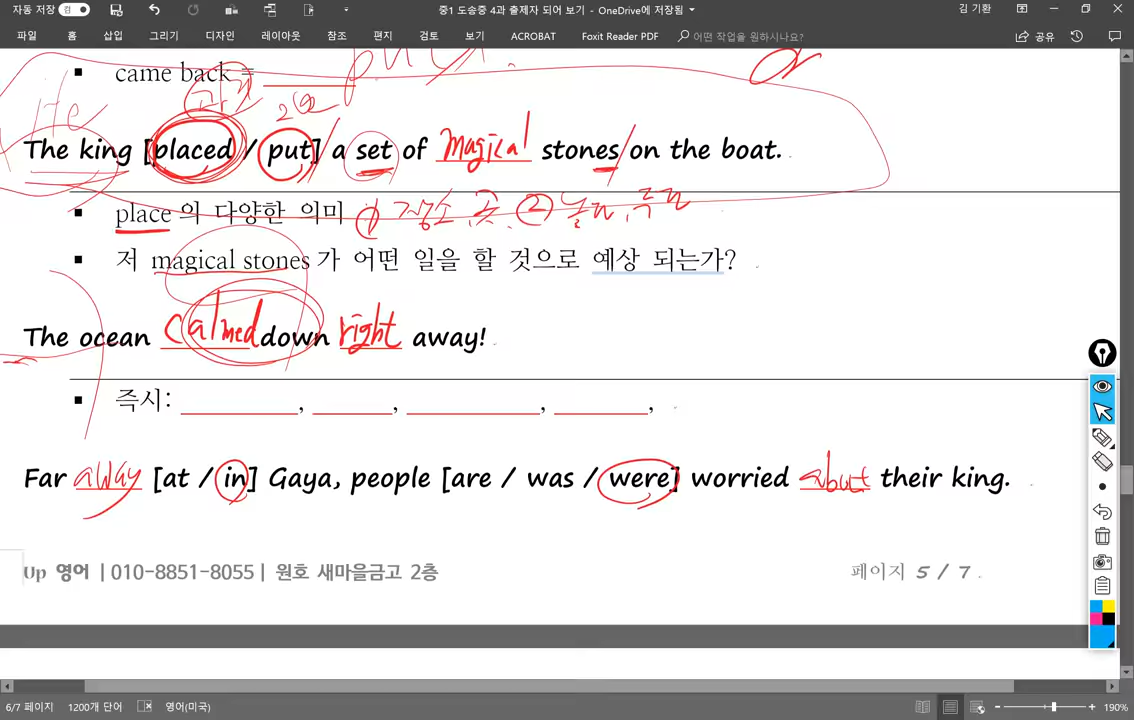 자동 저장 켬 중1 도송중 4과 출제자 되어 보기 - OneDrive에 저장됨 김 기환
파일 홈 삽입 그리기 디자인 레이아웃 참조 편지 검토 보기 ACROBAT Foxit Reader PDF 어떤 작업을 원하시나요? 공유
came back = put
과거
The king [placed / put] a set of magical stones / on the boat.
place 의 다양한 의미 ① 장소, 곳, ② 놓다, 두다
저 magical stones 가 어떤 일을 할 것으로 예상 되는가?
The ocean calmed down right away!
즉시: , , , ,
Far away [at / in] Gaya, people [are / was / were] worried about their king.
Up 영어 | 010-8851-8055 | 원호 새마을금고 2층 페이지 5 / 7
6/7 페이지 1200개 단어 영어(미국) 190%